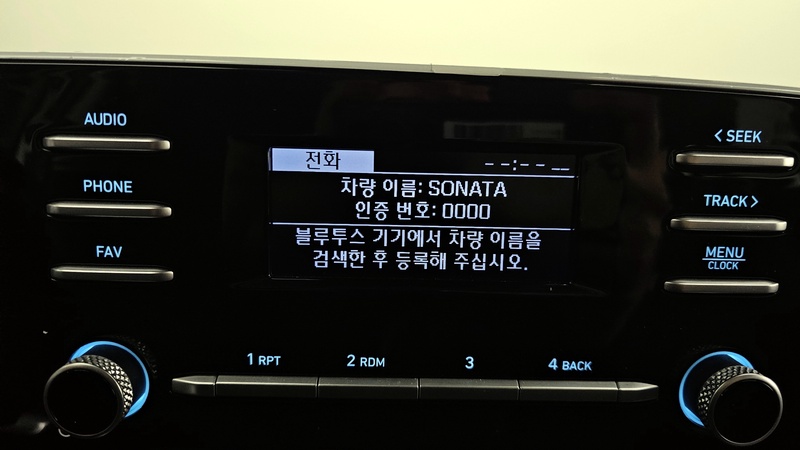 AUDIO
PHONE
FAV
전화
--:-- __
차량 이름: SONATA
인증 번호: 0000
블루투스 기기에서 차량 이름을
검색한 후 등록해 주십시오.
< SEEK
TRACK >
MENU
CLOCK
1 RPT
2 RDM
3
4 BACK